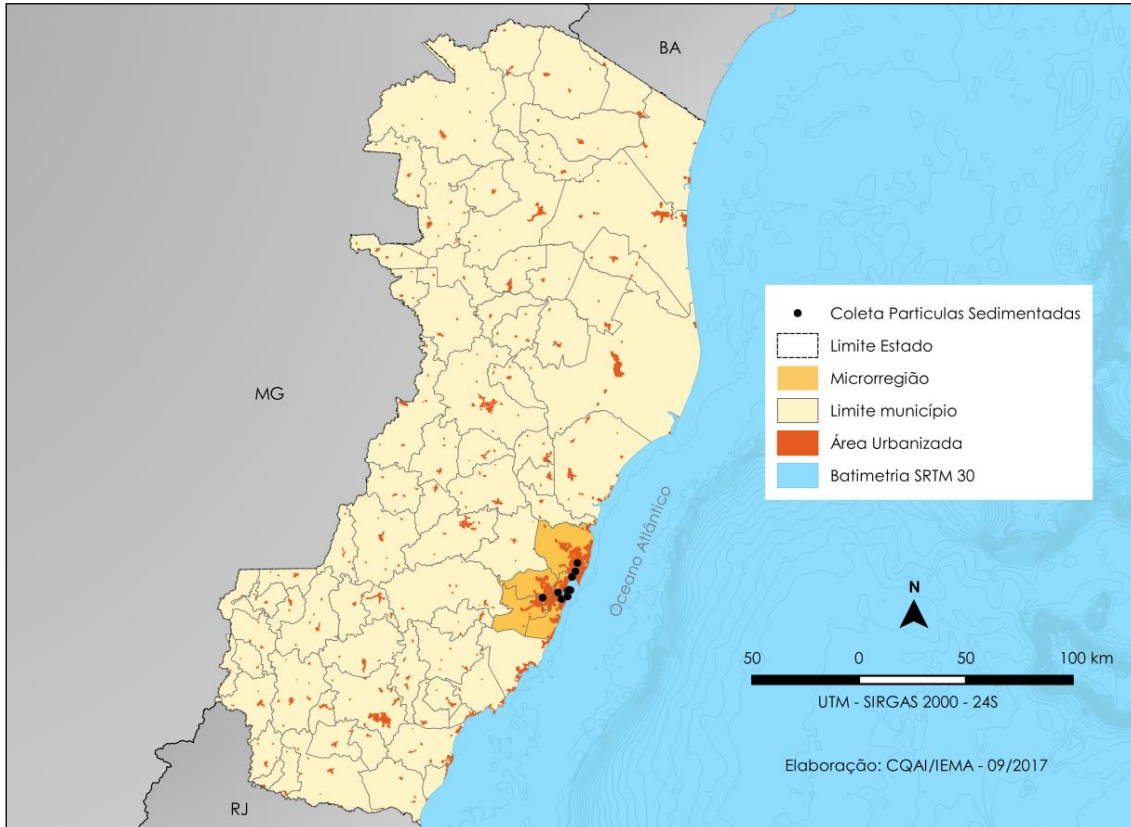 BA
MG
Coleta Particulas Sedimentadas
Limite Estado
Microrregião
Limite município
Área Urbanizada
Batimetria SRTM 30
Oceano Atlântico
N
50 0 50 100 km
UTM - SIRGAS 2000 - 24S
Elaboração: CQAI/IEMA - 09/2017
RJ